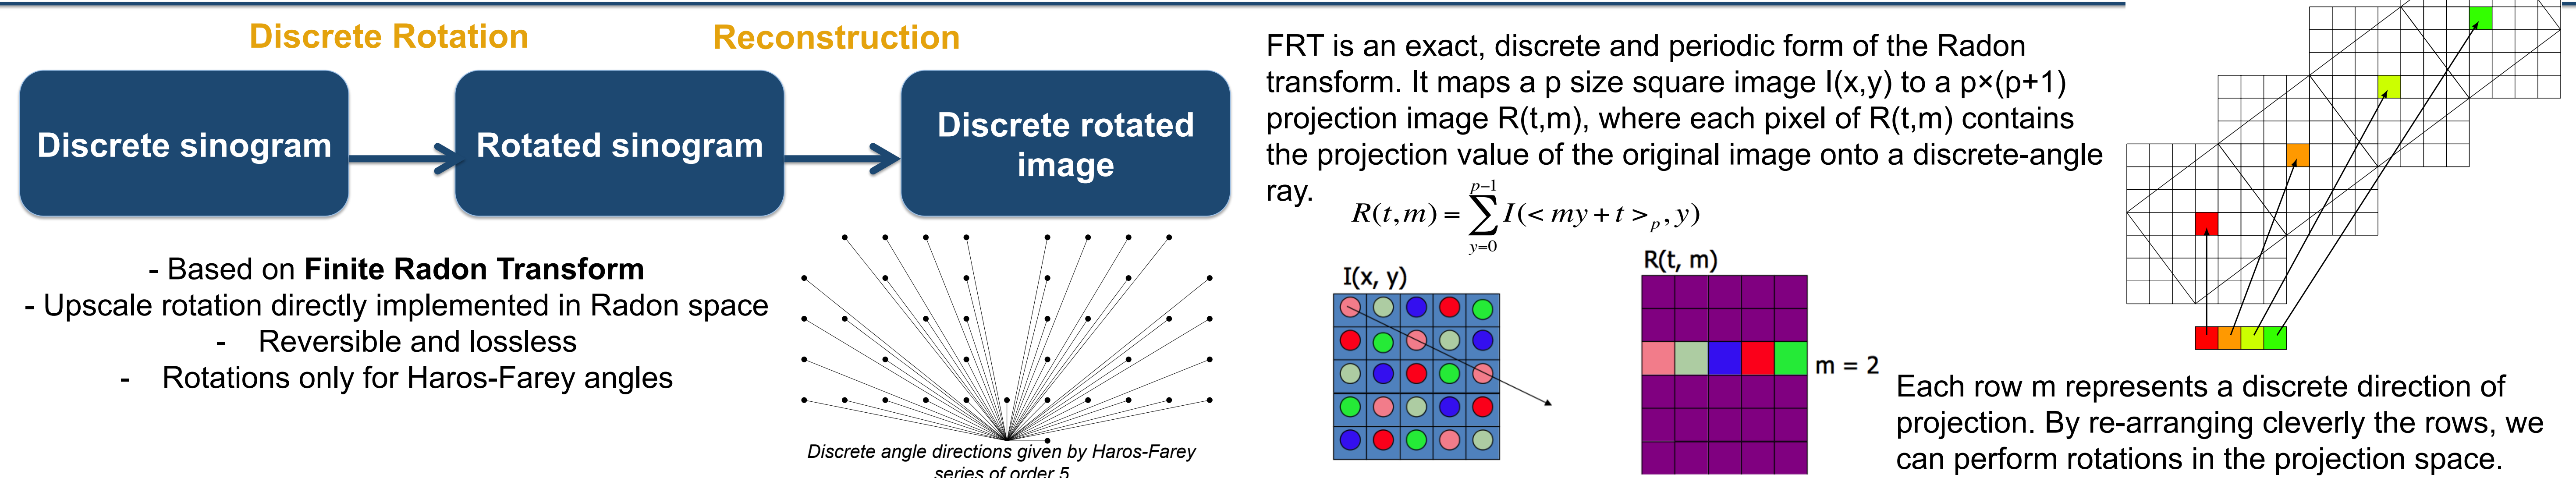 Discrete Rotation
Reconstruction
Discrete sinogram
Rotated sinogram
Discrete rotated
image
- Based on Finite Radon Transform
- Upscale rotation directly implemented in Radon space
- Reversible and lossless
- Rotations only for Haros-Farey angles
Discrete angle directions given by Haros-Farey
series of order 5
FRT is an exact, discrete and periodic form of the Radon
transform. It maps a p size square image I(x,y) to a p×(p+1)
projection image R(t,m), where each pixel of R(t,m) contains
the projection value of the original image onto a discrete-angle
ray.
R(t,m) = \sum_{y=0}^{p-1} I(< my + t >_p, y)
I(x, y)
R(t, m)
m = 2
Each row m represents a discrete direction of
projection. By re-arranging cleverly the rows, we
can perform rotations in the projection space.